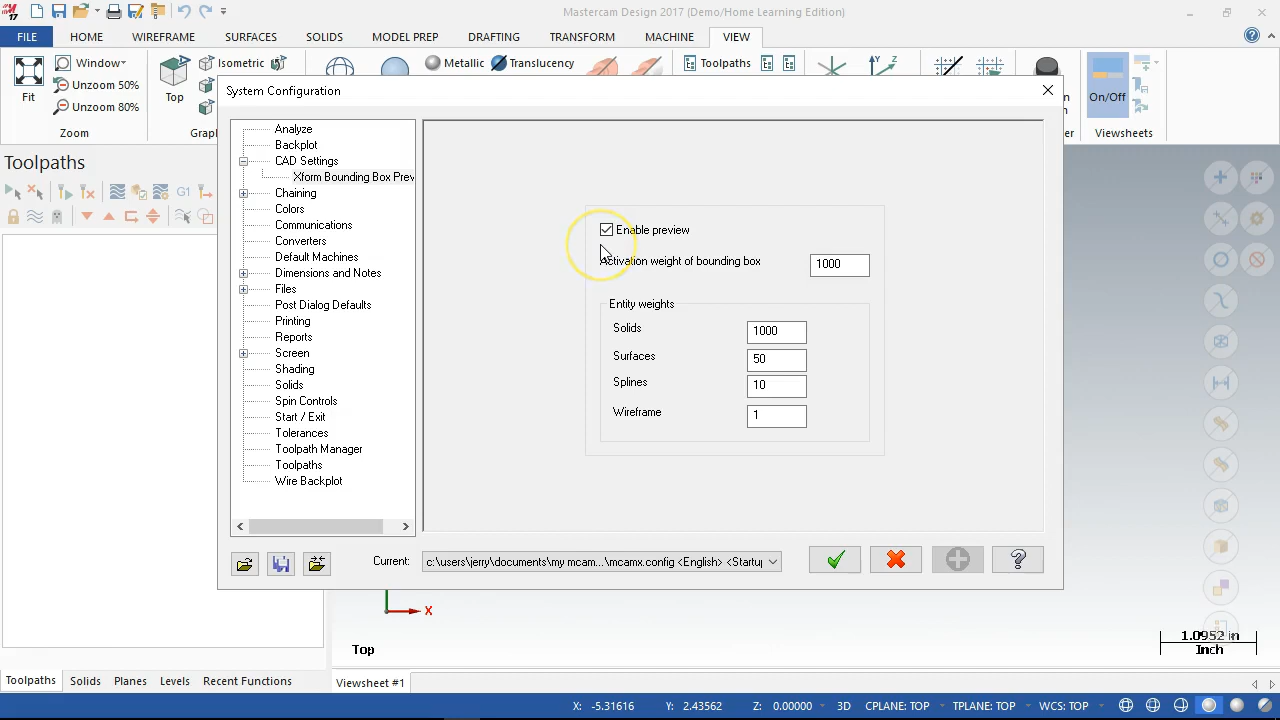 17
Mastercam Design 2017 (Demo/Home Learning Edition)
FILE HOME WIREFRAME SURFACES SOLIDS MODEL PREP DRAFTING TRANSFORM MACHINE VIEW
Fit
Window
Unzoom 50%
Unzoom 80%
Zoom
Top
Isometric
Grap
Metallic
Translucency
Toolpaths
YZ
On/Off
Viewsheets
System Configuration
Toolpaths
G1
Analyze
Backplot
CAD Settings
Xform Bounding Box Prev
Chaining
Colors
Communications
Converters
Default Machines
Dimensions and Notes
Files
Post Dialog Defaults
Printing
Reports
Screen
Shading
Solids
Spin Controls
Start / Exit
Tolerances
Toolpath Manager
Toolpaths
Wire Backplot
Enable preview
Activation weight of bounding box 1000
Entity weights
Solids 1000
Surfaces 50
Splines 10
Wireframe 1
Current: c:\users\jerry\documents\my mcam...\mcamx.config <English> <Startup
X
Top
1.0952 in
Inch
Toolpaths Solids Planes Levels Recent Functions
Viewsheet #1
X: -5.31616 Y: 2.43562 Z: 0.00000 3D CPLANE: TOP TPLANE: TOP WCS: TOP